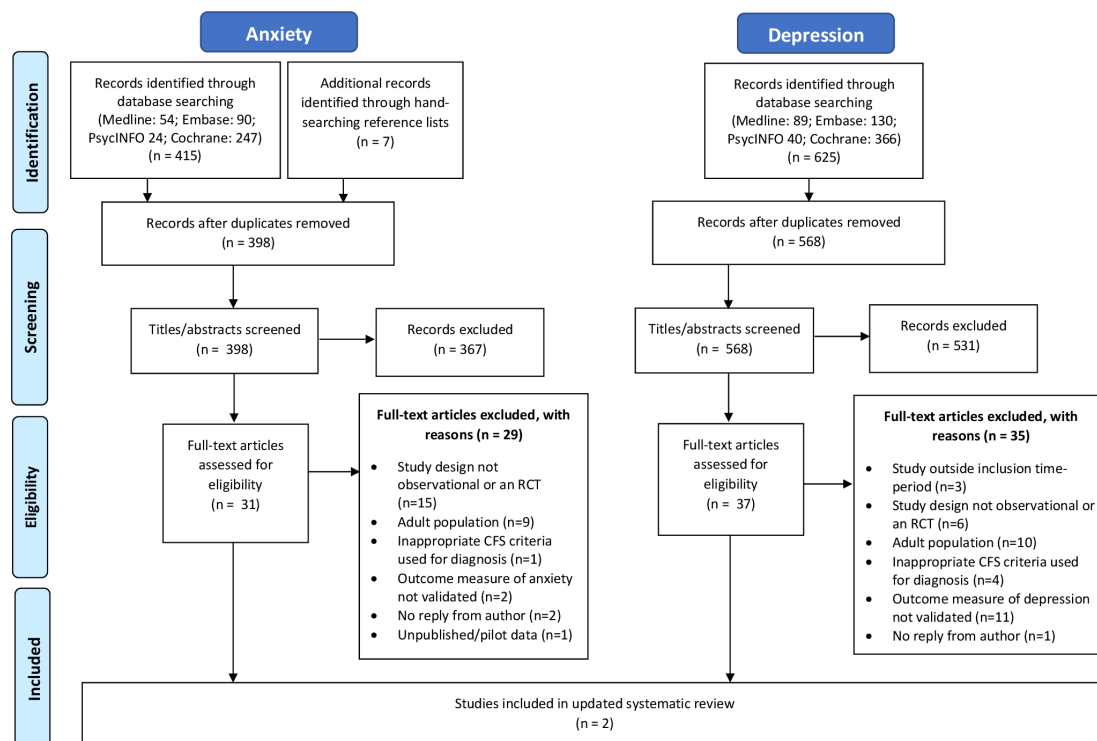 Anxiety
Depression
Identification
Screening
Eligibility
Included
Records identified through
database searching
(Medline: 54; Embase: 90;
PsycINFO 24; Cochrane: 247)
(n = 415)
Additional records
identified through hand-
searching reference lists
(n = 7)
Records after duplicates removed
(n = 398)
Titles/abstracts screened
(n = 398)
Records excluded
(n = 367)
Full-text articles
assessed for
eligibility
(n = 31)
Full-text articles excluded, with
reasons (n = 29)
• Study design not
observational or an RCT
(n=15)
• Adult population (n=9)
• Inappropriate CFS criteria
used for diagnosis (n=1)
• Outcome measure of anxiety
not validated (n=2)
• No reply from author (n=2)
• Unpublished/pilot data (n=1)
Records identified through
database searching
(Medline: 89; Embase: 130;
PsycINFO 40; Cochrane: 366)
(n = 625)
Records after duplicates removed
(n = 568)
Titles/abstracts screened
(n = 568)
Records excluded
(n = 531)
Full-text articles
assessed for
eligibility
(n = 37)
Full-text articles excluded, with
reasons (n = 35)
• Study outside inclusion time-
period (n=3)
• Study design not observational or
an RCT (n=6)
• Adult population (n=10)
• Inappropriate CFS criteria used
for diagnosis (n=4)
• Outcome measure of depression
not validated (n=11)
• No reply from author (n=1)
Studies included in updated systematic review
(n = 2)